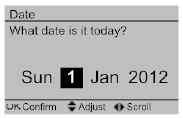 Date
What date is it today?
Sun 1 Jan 2012
OK Confirm Adjust Scroll